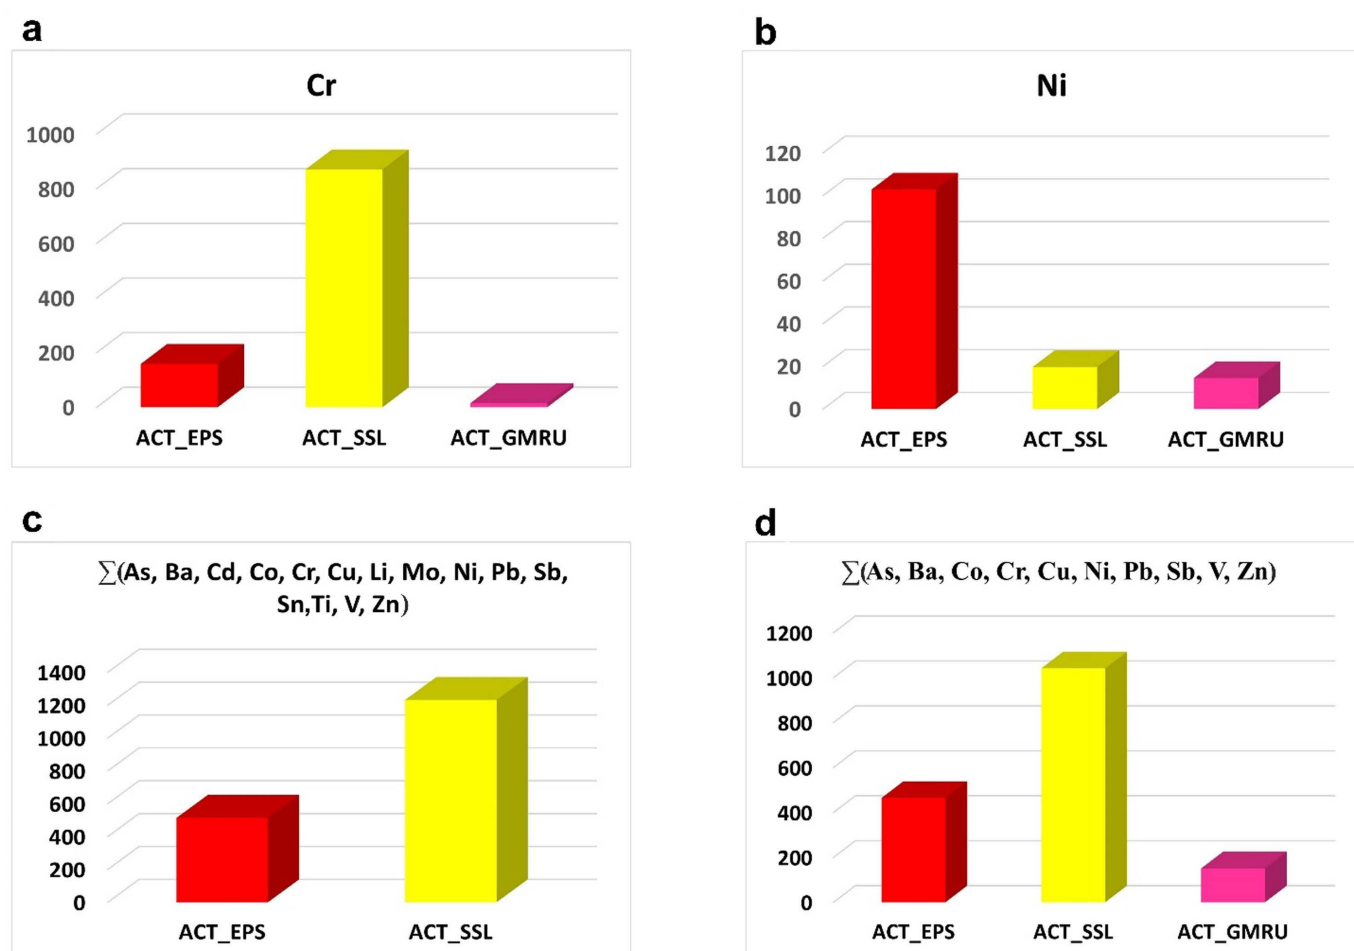 a
Cr
1000
800
600
400
200
0
ACT_EPS
ACT_SSL
ACT_GMRU
b
Ni
120
100
80
60
40
20
0
ACT_EPS
ACT_SSL
ACT_GMRU
c
∑(As, Ba, Cd, Co, Cr, Cu, Li, Mo, Ni, Pb, Sb,
Sn,Ti, V, Zn)
1400
1200
1000
800
600
400
200
0
ACT_EPS
ACT_SSL
d
∑(As, Ba, Co, Cr, Cu, Ni, Pb, Sb, V, Zn)
1200
1000
800
600
400
200
0
ACT_EPS
ACT_SSL
ACT_GMRU